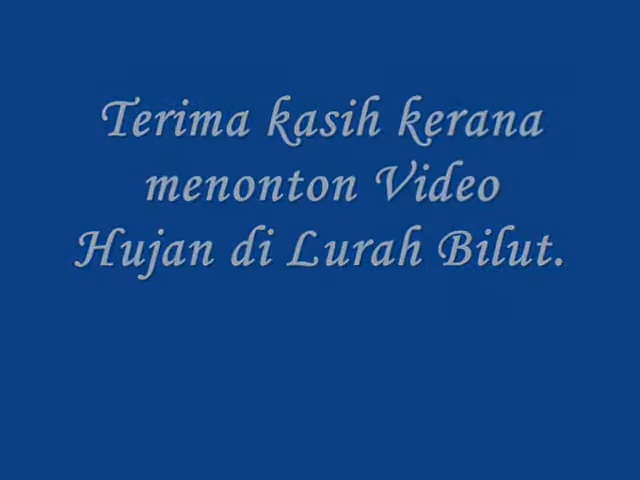 Terima kasih kerana
menonton Video
Hujan di Lurah Bilut.